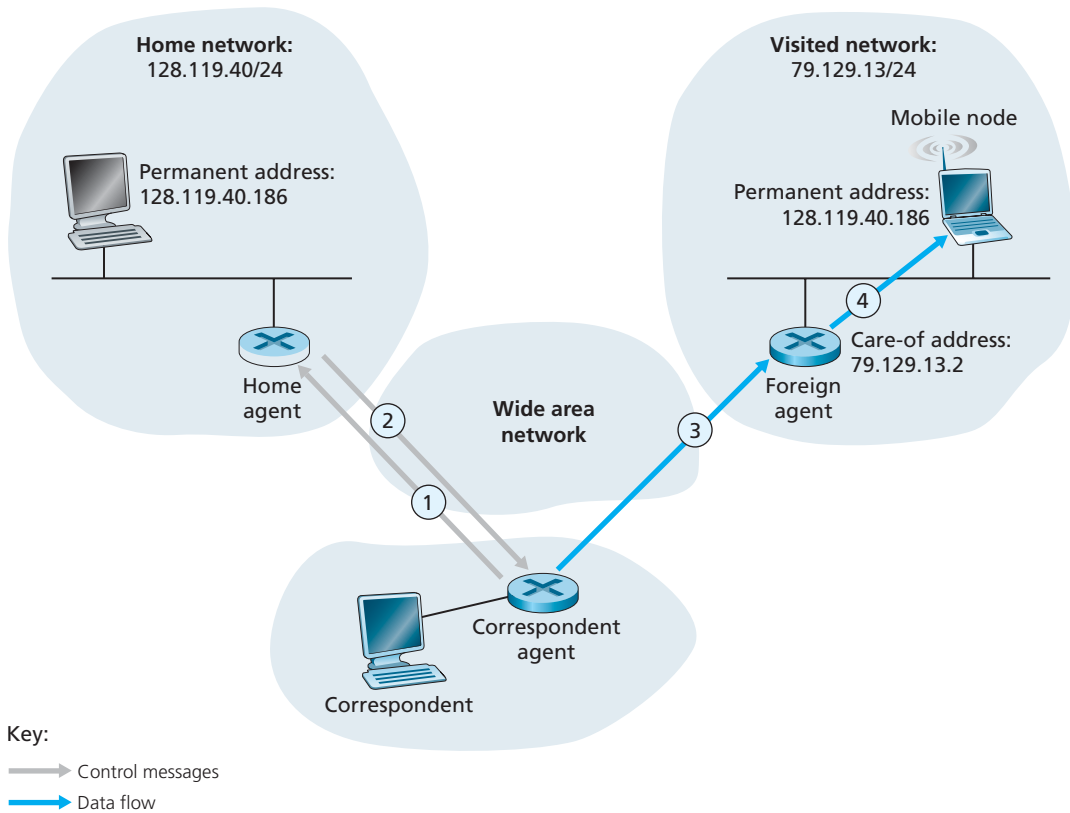 Home network:
128.119.40/24
Visited network:
79.129.13/24
Mobile node
Permanent address:
128.119.40.186
Permanent address:
128.119.40.186
4
Care-of address:
79.129.13.2
Home
agent
Foreign
agent
Wide area
network
2
3
1
Correspondent
agent
Correspondent
Key:
Control messages
Data flow